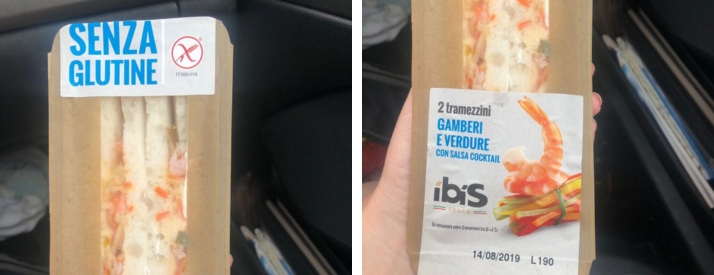 SENZA
GLUTINE
2 tramezzini
GAMBERI
E VERDURE
CON SALSA COCKTAIL
ibis
14/08/2019 L190